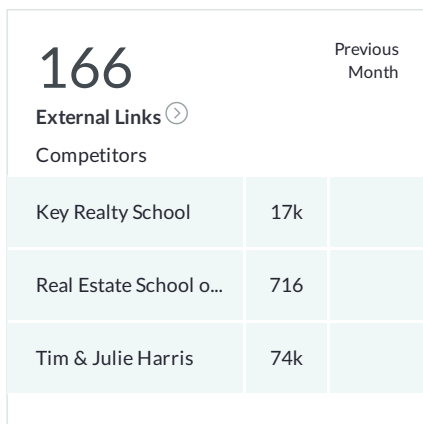 166
Previous
Month
External Links
Competitors
Key Realty School 17k
Real Estate School o... 716
Tim & Julie Harris 74k